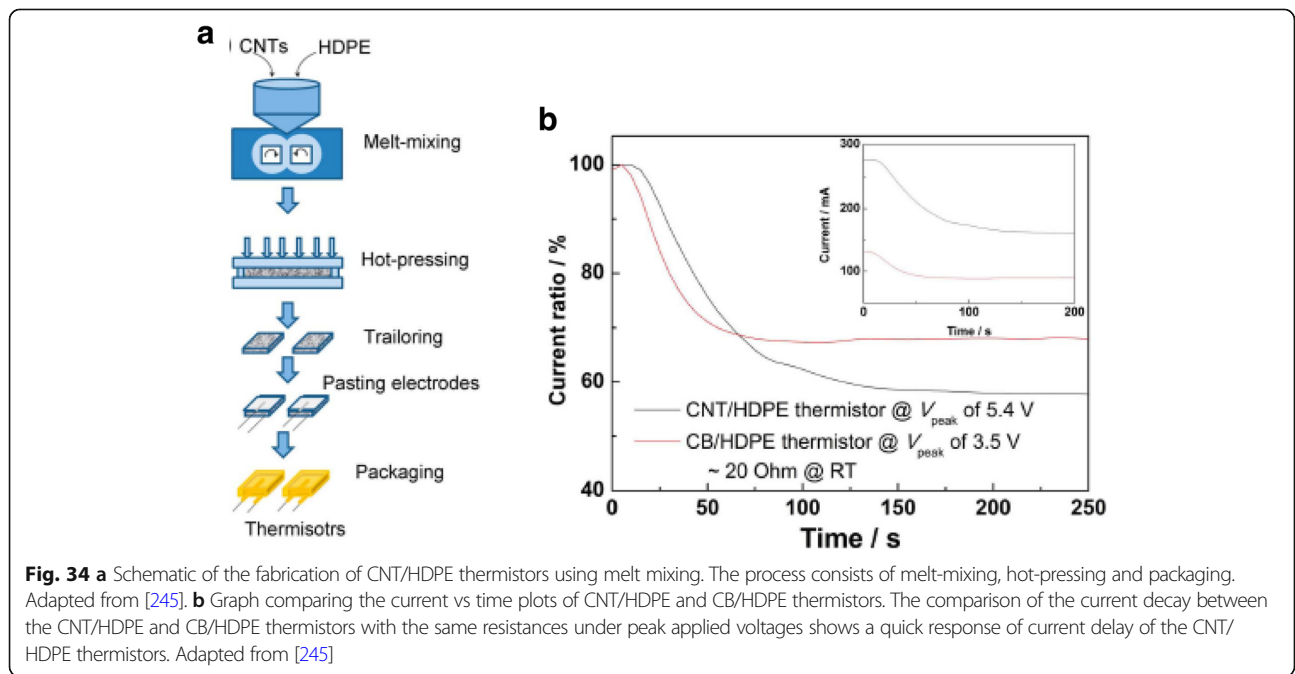 a
) CNTs HDPE
Melt-mixing
Hot-pressing
Trailoring
Pasting electrodes
Packaging
Thermisotrs
b
Current ratio / %
100
80
60
40
0 50 100 150 200 250
Time / s
CNT/HDPE thermistor @ Vpeak of 5.4 V
CB/HDPE thermistor @ Vpeak of 3.5 V
~ 20 Ohm @ RT
Current / mA
300
200
100
0 100 200
Time / s
Fig. 34 a Schematic of the fabrication of CNT/HDPE thermistors using melt mixing. The process consists of melt-mixing, hot-pressing and packaging.
Adapted from [245]. b Graph comparing the current vs time plots of CNT/HDPE and CB/HDPE thermistors. The comparison of the current decay between
the CNT/HDPE and CB/HDPE thermistors with the same resistances under peak applied voltages shows a quick response of current delay of the CNT/
HDPE thermistors. Adapted from [245]